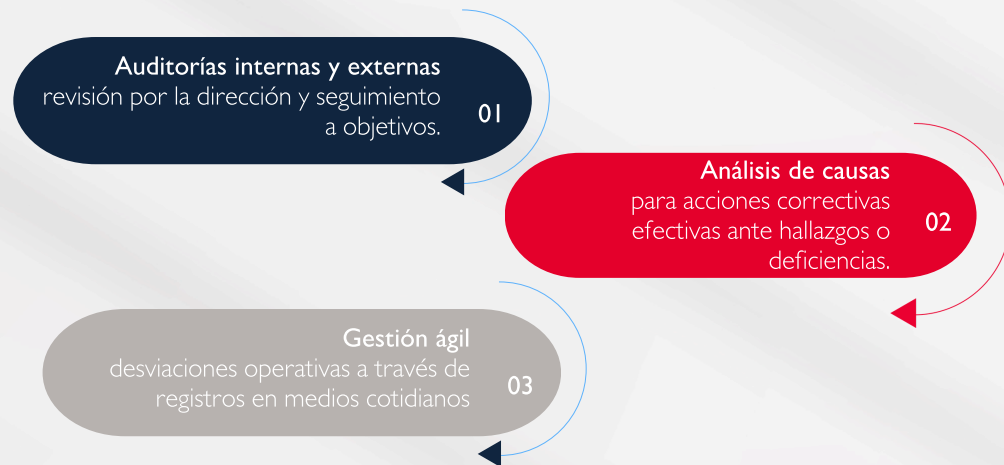 Auditorías internas y externas
revisión por la dirección y seguimiento
a objetivos.
01
Análisis de causas
para acciones correctivas
efectivas ante hallazgos o
deficiencias.
02
Gestión ágil
desviaciones operativas a través de
registros en medios cotidianos
03